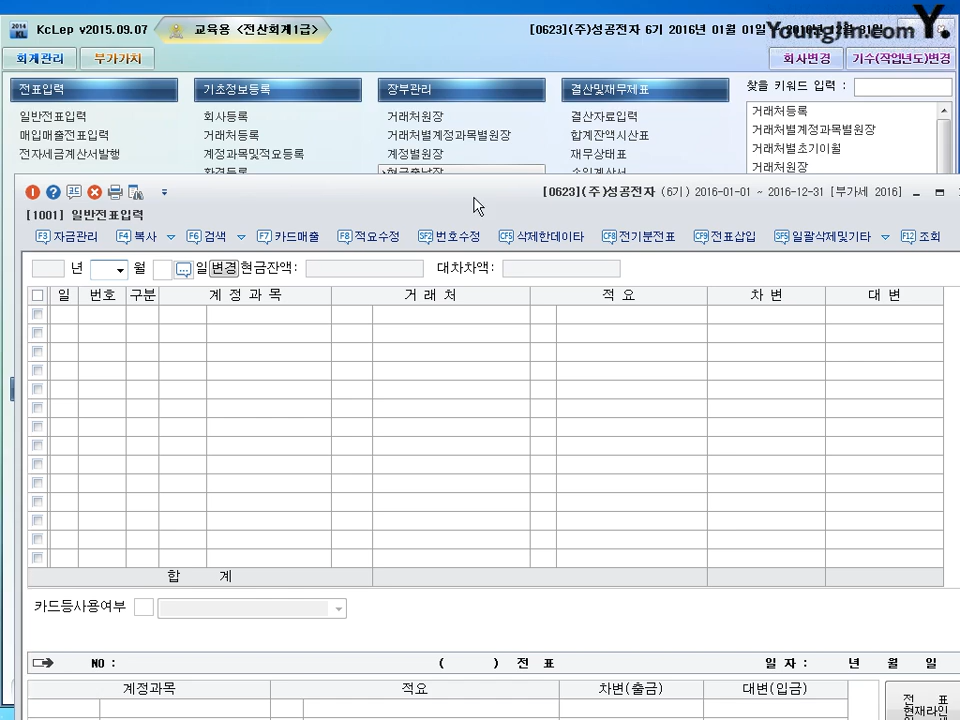 2014 KL KcLep v2015.09.07 교육용 <전산회계1급> [0623](주)성공전자 6기 2016년 01월 01일
Younglin.com Y.
회계관리 부가가치 회사변경 기수(작업년도)변경
전표입력 기초정보등록 장부관리 결산및재무제표 찾을 키워드 입력 :
일반전표입력 회사등록 거래처원장 결산자료입력 거래처등록
매입매출전표입력 거래처등록 거래처별계정과목별원장 합계잔액시산표 거래처별계정과목별원장
전자세금계산서발행 계정과목및적요등록 계정별원장 재무상태표 거래처별초기이월
거래처원장
[0623](주)성공전자 (6기) 2016-01-01 ~ 2016-12-31 [부가세 2016]
[1001] 일반전표입력
F3 자금관리 F4 복사 F6 검색 F7 카드매출 F8 적요수정 SF2 번호수정 CF5 삭제한데이타 CF8 전기분전표 CF9 전표삽입 SF5 일괄삭제및기타 F12 조회
년 월 일 변경 현금잔액: 대차차액:
일 번호 구분 계 정 과 목 거 래 처 적 요 차 변 대 변
합 계
카드등사용여부
NO : ( ) 전 표 일 자 : 년 월 일
계정과목 적요 차변(출금) 대변(입금)
전 표
현재라인